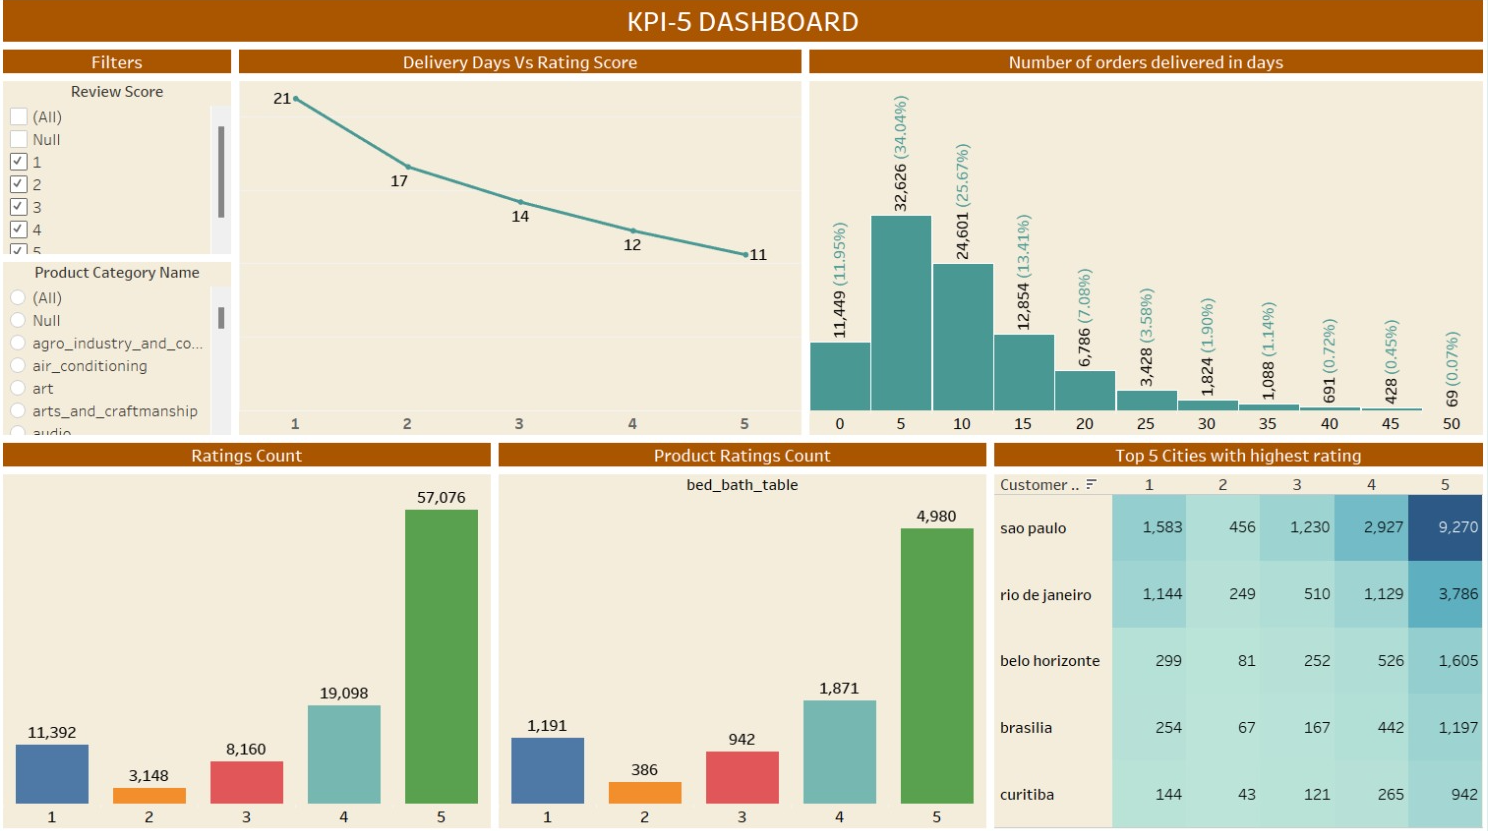 KPI-5 DASHBOARD
Filters
Review Score
(All)
Null
1
2
3
4
5
Product Category Name
(All)
Null
agro_industry_and_co...
air_conditioning
art
arts_and_craftmanship
audio
Delivery Days Vs Rating Score
21
17
14
12
11
1 2 3 4 5
Number of orders delivered in days
11,449 (11.95%)
32,626 (34.04%)
24,601 (25.67%)
12,854 (13.41%)
6,786 (7.08%)
3,428 (3.58%)
1,824 (1.90%)
1,088 (1.14%)
691 (0.72%)
428 (0.45%)
69 (0.07%)
0 5 10 15 20 25 30 35 40 45 50
Ratings Count
11,392
3,148
8,160
19,098
57,076
1 2 3 4 5
Product Ratings Count
bed_bath_table
1,191
386
942
1,871
4,980
1 2 3 4 5
Top 5 Cities with highest rating
Customer .. 1 2 3 4 5
sao paulo 1,583 456 1,230 2,927 9,270
rio de janeiro 1,144 249 510 1,129 3,786
belo horizonte 299 81 252 526 1,605
brasilia 254 67 167 442 1,197
curitiba 144 43 121 265 942